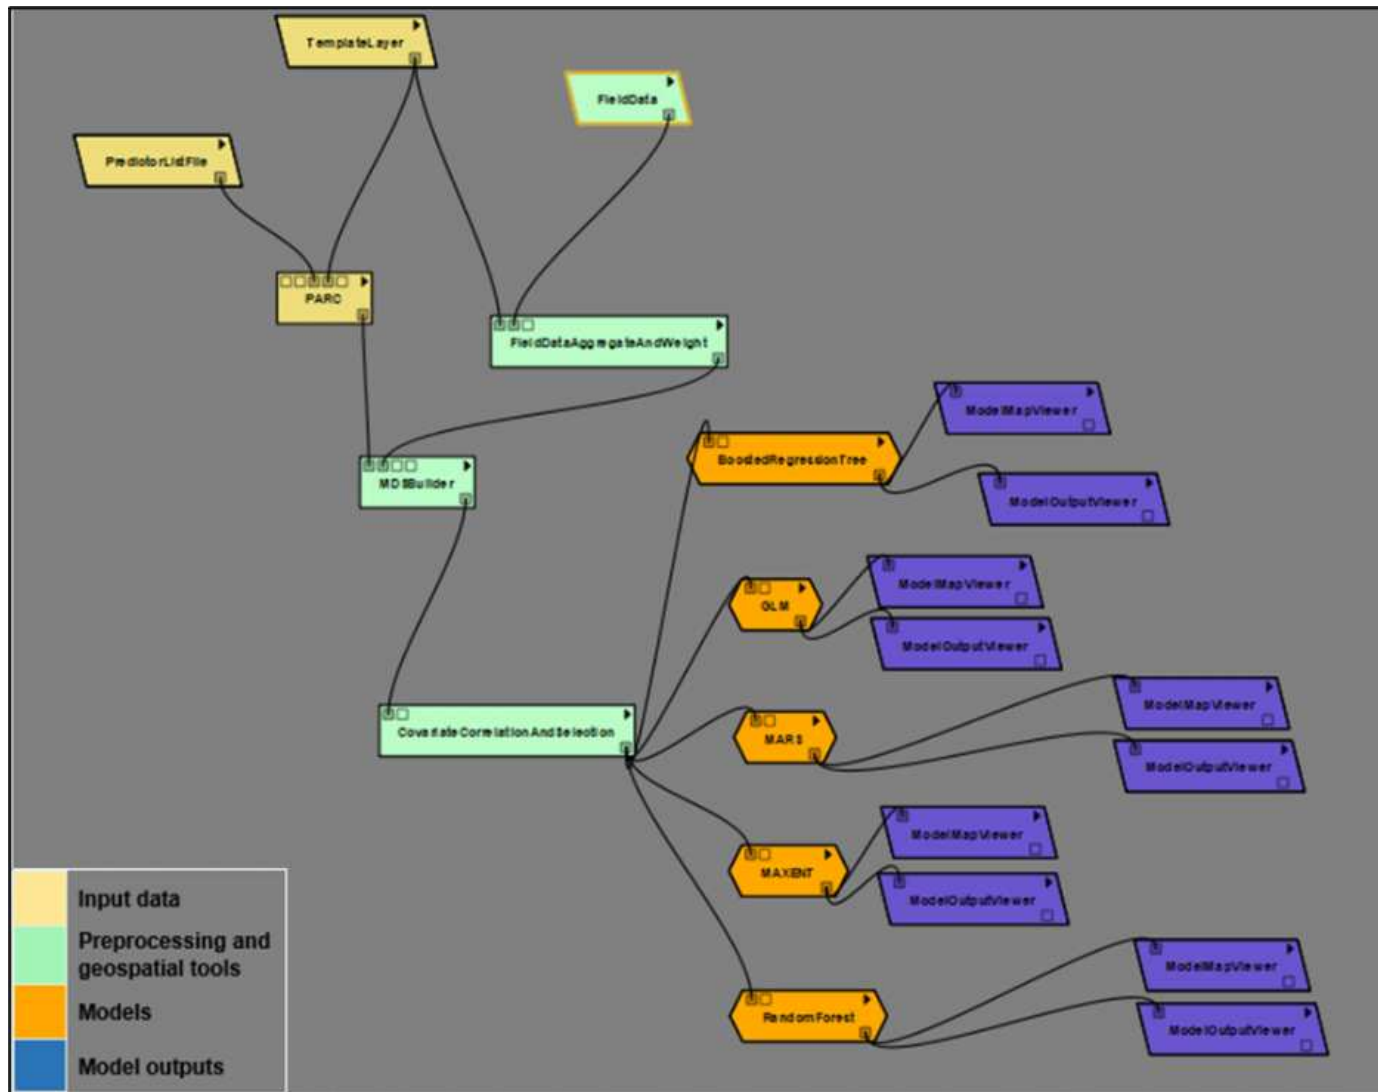 TemplateLayer
FieldData
PredictorListFile
PARC
FieldDataAggregateAndWeight
ModelMapViewer
BoostedRegressionTree
MDSBuilder
ModelOutputViewer
ModelMapViewer
GLM
ModelOutputViewer
ModelMapViewer
CovariateCorrelationAndSelection
MARS
ModelOutputViewer
ModelMapViewer
MAXENT
ModelOutputViewer
ModelMapViewer
RandomForest
ModelOutputViewer
Input data
Preprocessing and
geospatial tools
Models
Model outputs